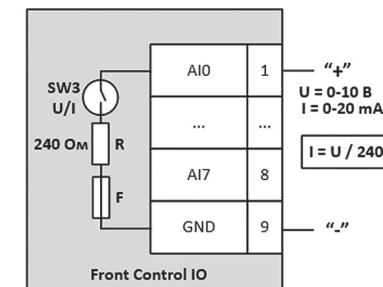 AI0 1 "+"
SW3
U/I
U = 0-10 В
I = 0-20 mA
... ...
240 Ом R
I = U / 240
AI7 8
F
GND 9 "-"
Front Control IO